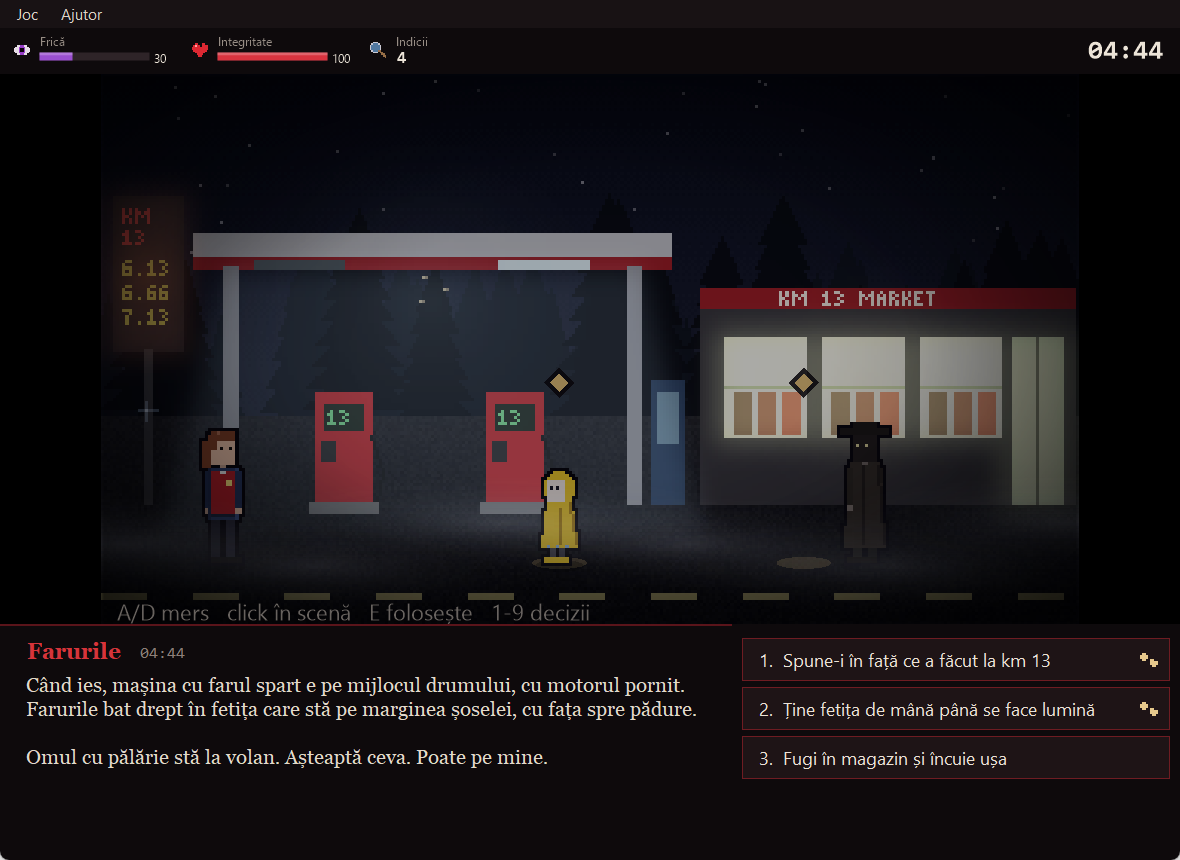 Joc Ajutor
Frică
30
Integritate
100
Indicii
4
04:44
KM
13
6.13
6.66
7.13
KM 13 MARKET
13
13
A/D mers click în scenă E folosește 1-9 decizii
Farurile 04:44
Când ies, mașina cu farul spart e pe mijlocul drumului, cu motorul pornit.
Farurile bat drept în fetița care stă pe marginea șoselei, cu fața spre pădure.
Omul cu pălărie stă la volan. Așteaptă ceva. Poate pe mine.
1. Spune-i în față ce a făcut la km 13
2. Ține fetița de mână până se face lumină
3. Fugi în magazin și încuie ușa